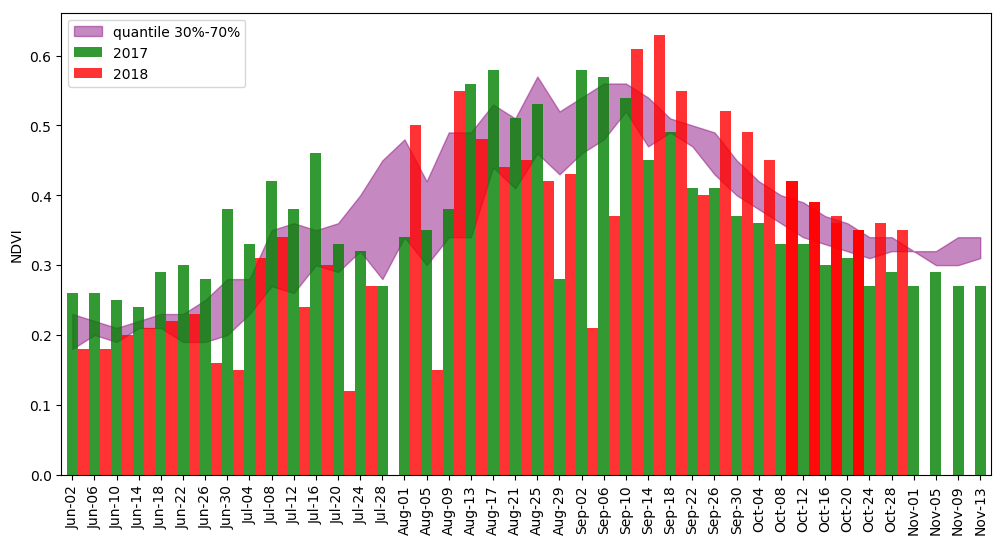 quantile 30%-70%
2017
2018
NDVI
0.6
0.5
0.4
0.3
0.2
0.1
0.0
Jun-02
Jun-06
Jun-10
Jun-14
Jun-18
Jun-22
Jun-26
Jun-30
Jul-04
Jul-08
Jul-12
Jul-16
Jul-20
Jul-24
Jul-28
Aug-01
Aug-05
Aug-09
Aug-13
Aug-17
Aug-21
Aug-25
Aug-29
Sep-02
Sep-06
Sep-10
Sep-14
Sep-18
Sep-22
Sep-26
Sep-30
Oct-04
Oct-08
Oct-12
Oct-16
Oct-20
Oct-24
Oct-28
Nov-01
Nov-05
Nov-09
Nov-13